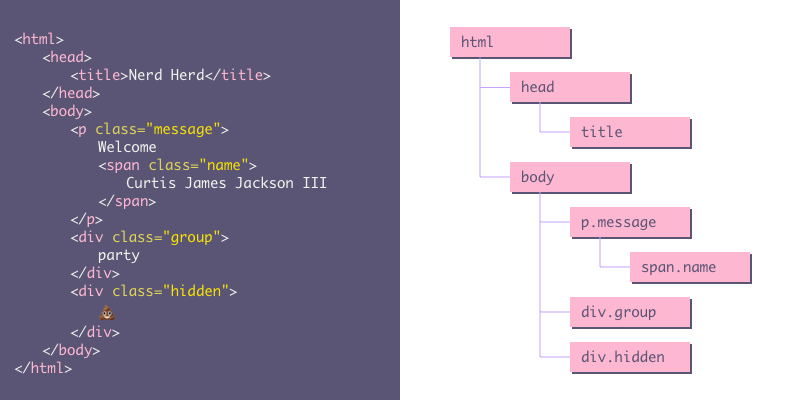 <html>
<head>
<title>Nerd Herd</title>
</head>
<body>
<p class="message">
Welcome
<span class="name">
Curtis James Jackson III
</span>
</p>
<div class="group">
party
</div>
<div class="hidden">
💩
</div>
</body>
</html>
html
head
title
body
p.message
span.name
div.group
div.hidden